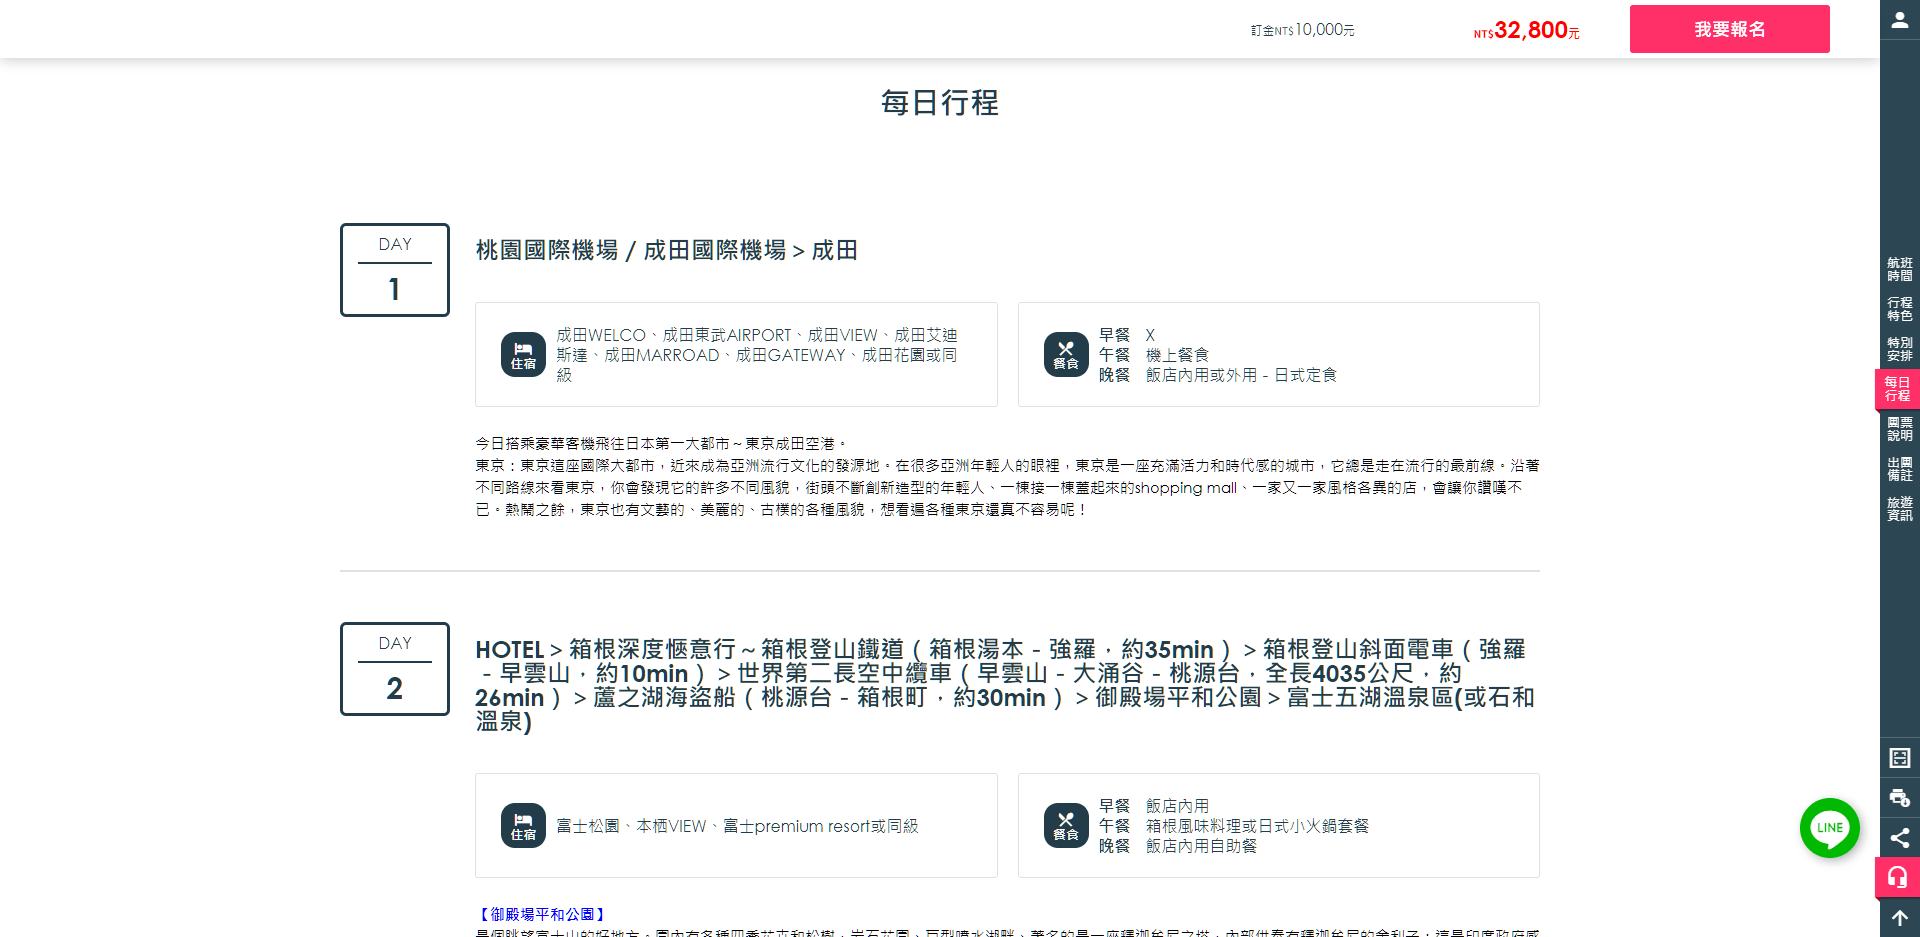 訂金NT$10,000元
NT$32,800元
我要報名
每日行程
DAY
1
桃園國際機場 / 成田國際機場 > 成田
住宿
成田WELCO、成田東武AIRPORT、成田VIEW、成田艾迪
斯達、成田MARROAD、成田GATEWAY、成田花園或同
級
餐食
早餐 X
午餐 機上餐食
晚餐 飯店內用或外用－日式定食
今日搭乘豪華客機飛往日本第一大都市～東京成田空港。
東京：東京這座國際大都市，近來成為亞洲流行文化的發源地。在很多亞洲年輕人的眼裡，東京是一座充滿活力和時代感的城市，它總是走在流行的最前線。沿著
不同路線來看東京，你會發現它的許多不同風貌，街頭不斷創新造型的年輕人、一棟接一棟蓋起來的shopping mall、一家又一家風格各異的店，會讓你讚嘆不
已。熱鬧之餘，東京也有文藝的、美麗的、古樸的各種風貌，想看遍各種東京還真不容易呢！
DAY
2
HOTEL > 箱根深度愜意行～箱根登山鐵道（箱根湯本－強羅，約35min）> 箱根登山斜面電車（強羅
－早雲山，約10min）> 世界第二長空中纜車（早雲山－大涌谷－桃源台，全長4035公尺，約
26min）> 蘆之湖海盜船（桃源台－箱根町，約30min）> 御殿場平和公園 > 富士五湖溫泉區(或石和
溫泉)
住宿
富士松園、本栖VIEW、富士premium resort或同級
餐食
早餐 飯店內用
午餐 箱根風味料理或日式小火鍋套餐
晚餐 飯店內用自助餐
【御殿場平和公園】
航班
時間
行程
特色
特別
安排
每日
行程
團票
說明
出團
備註
旅遊
資訊
LINE